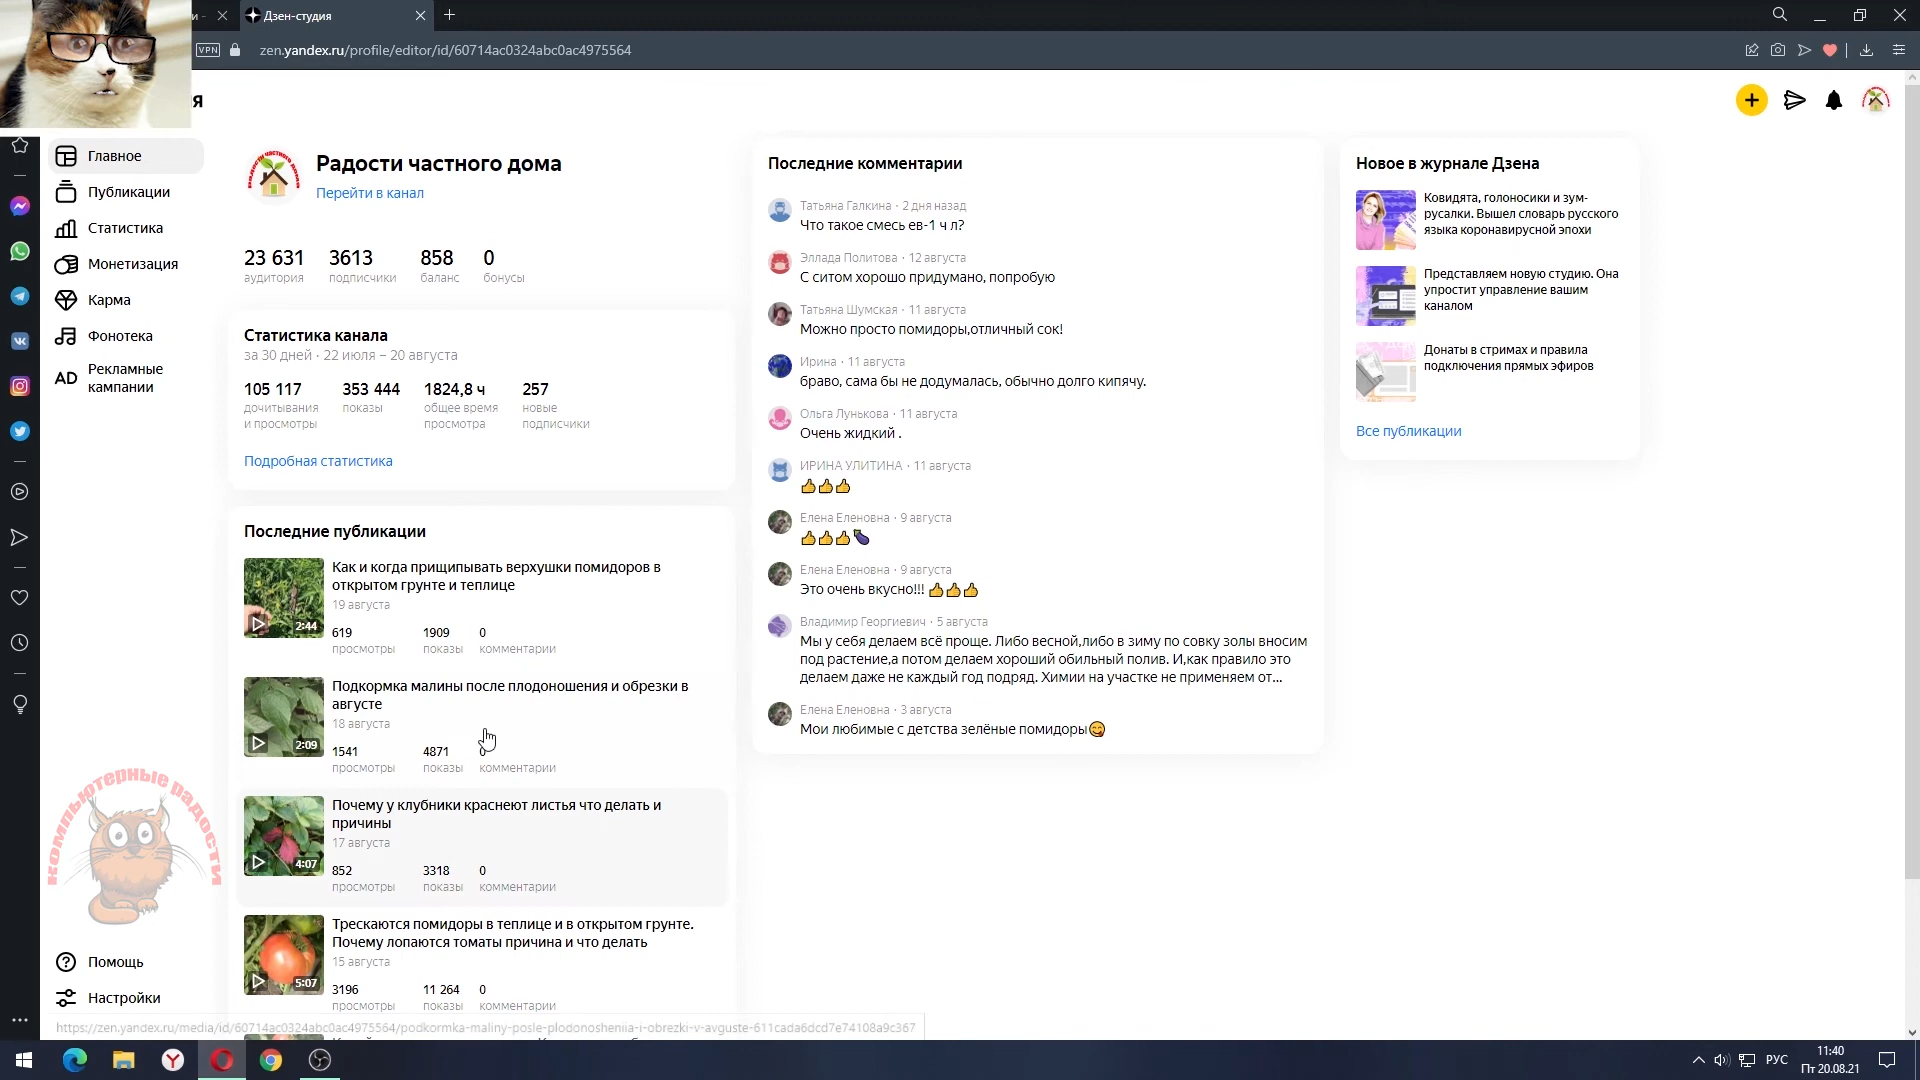 и -
Дзен-студия
VPN
zen.yandex.ru/profile/editor/id/60714ac0324abc0ac4975564
я
Главное
Публикации
Статистика
Монетизация
Карма
Фонотека
AD
Рекламные
кампании
Помощь
Настройки
компьютерные радости
Радости частного дома
Перейти в канал
23 631 3613 858 0
аудитория подписчики баланс бонусы
Статистика канала
за 30 дней · 22 июля – 20 августа
105 117 353 444 1824,8 ч 257
дочитывания показы общее время новые
и просмотры просмотра подписчики
Подробная статистика
Последние публикации
Как и когда прищипывать верхушки помидоров в
открытом грунте и теплице
19 августа
2:44
619 1909 0
просмотры показы комментарии
Подкормка малины после плодоношения и обрезки в
августе
18 августа
2:09
1541 4871 0
просмотры показы комментарии
Почему у клубники краснеют листья что делать и
причины
17 августа
4:07
852 3318 0
просмотры показы комментарии
Трескаются помидоры в теплице и в открытом грунте.
Почему лопаются томаты причина и что делать
15 августа
5:07
3196 11 264 0
просмотры показы комментарии
https://zen.yandex.ru/media/id/60714ac0324abc0ac4975564/podkormka-maliny-posle-plodonosheniia-i-obrezki-v-avguste-611cada6dcd7e74108a9c367
Последние комментарии
Татьяна Галкина · 2 дня назад
Что такое смесь ев-1 ч л?
Эллада Политова · 12 августа
С ситом хорошо придумано, попробую
Татьяна Шумская · 11 августа
Можно просто помидоры,отличный сок!
Ирина · 11 августа
браво, сама бы не додумалась, обычно долго кипячу.
Ольга Лунькова · 11 августа
Очень жидкий .
ИРИНА УЛИТИНА · 11 августа
👍👍👍
Елена Еленовна · 9 августа
👍👍👍🍆
Елена Еленовна · 9 августа
Это очень вкусно!!! 👍👍👍
Владимир Георгиевич · 5 августа
Мы у себя делаем всё проще. Либо весной,либо в зиму по совку золы вносим
под растение,а потом делаем хороший обильный полив. И,как правило это
делаем даже не каждый год подряд. Химии на участке не применяем от...
Елена Еленовна · 3 августа
Мои любимые с детства зелёные помидоры😋
Новое в журнале Дзена
Ковидята, голоносики и зум-
русалки. Вышел словарь русского
языка коронавирусной эпохи
Представляем новую студию. Она
упростит управление вашим
каналом
Донаты в стримах и правила
подключения прямых эфиров
Все публикации
РУС
11:40
Пт 20.08.21